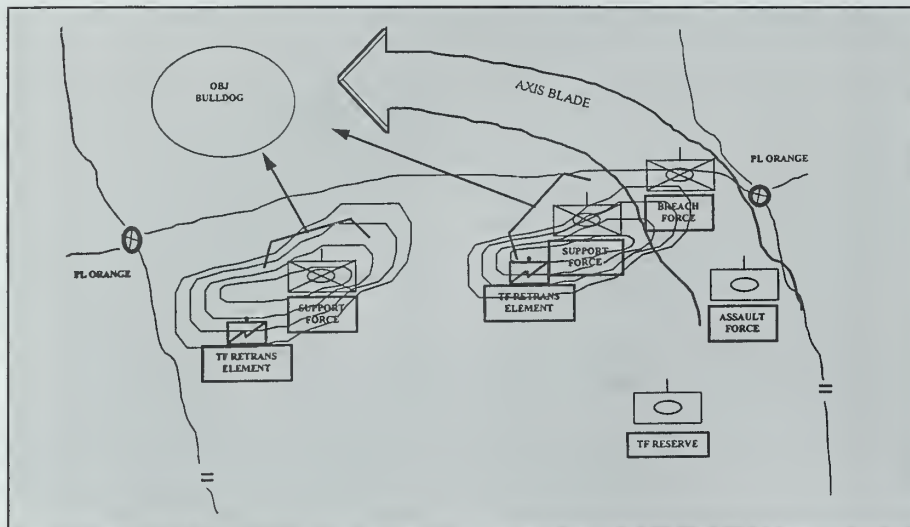 OBJ
BULLDOG
AXIS BLADE
PL ORANGE
BREACH
FORCE
PL ORANGE
SUPPORT
FORCE
SUPPORT
FORCE
TF RETRANS
ELEMENT
ASSAULT
FORCE
TF RETRANS
ELEMENT
TF RESERVE